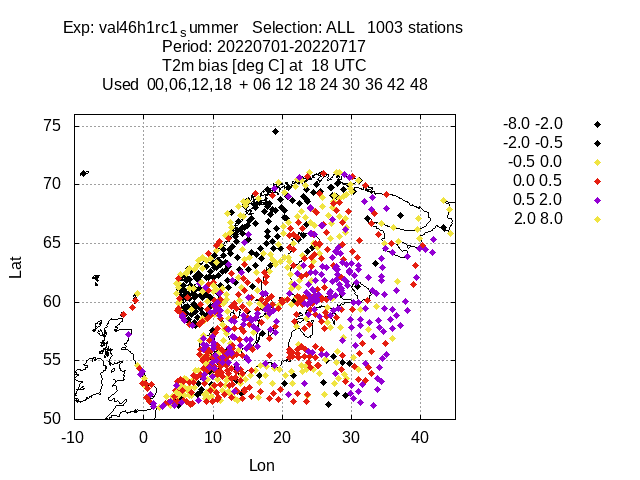 Exp: val46h1rc1summer Selection: ALL 1003 stations
Period: 20220701-20220717
T2m bias [deg C] at 18 UTC
Used 00,06,12,18 + 06 12 18 24 30 36 42 48
75
70
65
60
55
50
-10 0 10 20 30 40
Lat
Lon
-8.0 -2.0
-2.0 -0.5
-0.5 0.0
0.0 0.5
0.5 2.0
2.0 8.0